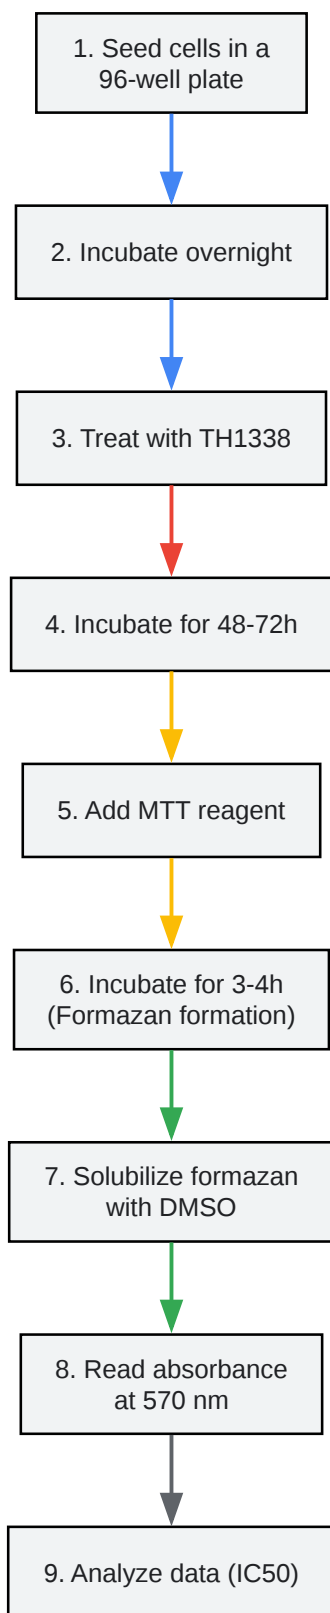 1. Seed cells in a
96-well plate
2. Incubate overnight
3. Treat with TH1338
4. Incubate for 48-72h
5. Add MTT reagent
6. Incubate for 3-4h
(Formazan formation)
7. Solubilize formazan
with DMSO
8. Read absorbance
at 570 nm
9. Analyze data (IC50)